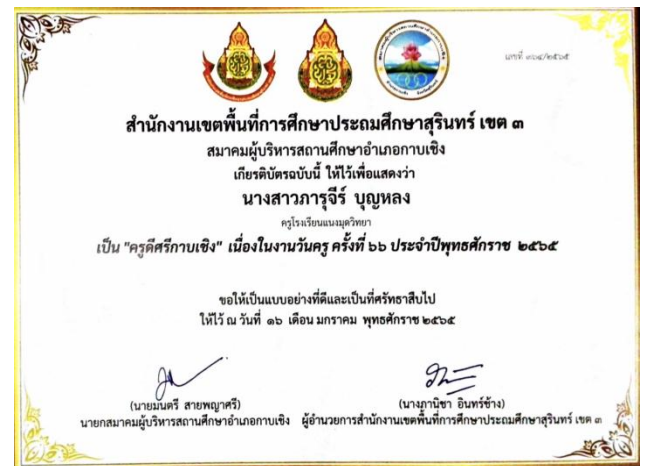 เลขที่ ๓๖๘/๒๕๖๕
สำนักงานเขตพื้นที่การศึกษาประถมศึกษาสุรินทร์ เขต ๓
สมาคมผู้บริหารสถานศึกษาอำเภอกาบเชิง
เกียรติบัตรฉบับนี้ ให้ไว้เพื่อแสดงว่า
นางสาวภารุจีร์ บุญหลง
ครูโรงเรียนแนงมุดวิทยา
เป็น "ครูดีศรีกาบเชิง" เนื่องในงานวันครู ครั้งที่ ๖๖ ประจำปีพุทธศักราช ๒๕๖๕
ขอให้เป็นแบบอย่างที่ดีและเป็นที่ศรัทธาสืบไป
ให้ไว้ ณ วันที่ ๑๖ เดือน มกราคม พุทธศักราช ๒๕๖๕
(นายมนตรี สายพญาศรี) (นางภานิชา อินทร์ช้าง)
นายกสมาคมผู้บริหารสถานศึกษาอำเภอกาบเชิง ผู้อำนวยการสำนักงานเขตพื้นที่การศึกษาประถมศึกษาสุรินทร์ เขต ๓